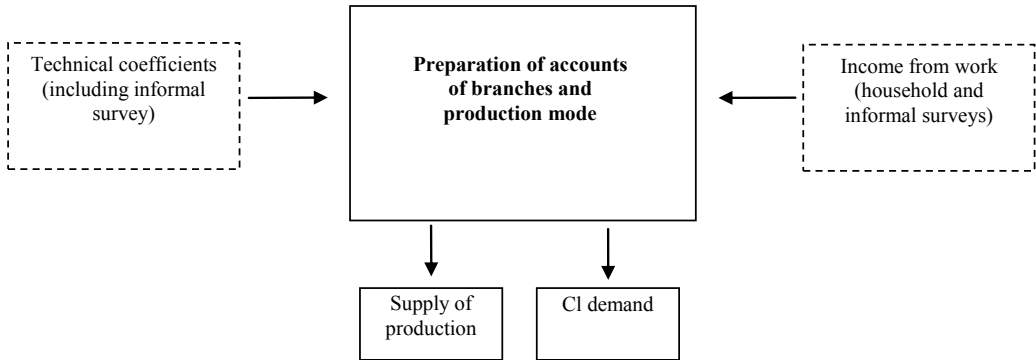 Technical coefficients
(including informal
survey)
Preparation of accounts
of branches and
production mode
Income from work
(household and
informal surveys)
Supply of
production
Cl demand